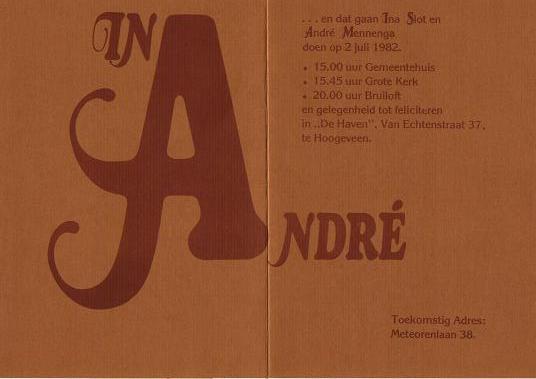 INA
ANDRÉ
. . . en dat gaan Ina Slot en
André Mennenga
doen op 2 juli 1982.
• 15.00 uur Gemeentehuis
• 15.45 uur Grote Kerk
• 20.00 uur Bruiloft
en gelegenheid tot feliciteren
in ,,De Haven", Van Echtenstraat 37,
te Hoogeveen.
Toekomstig Adres:
Meteorenlaan 38.